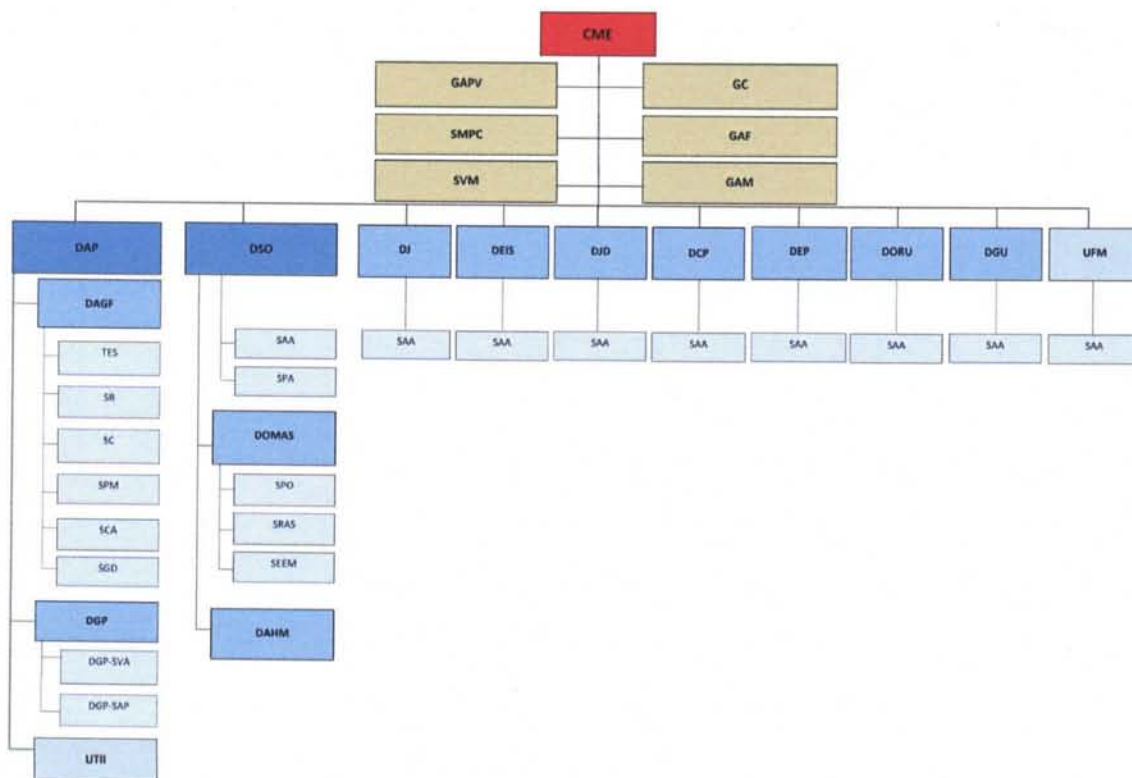 CME
GAPV GC
SMPC GAF
SVM GAM
DAP DSO DJ DEIS DJD DCP DEP DORU DGU UFM
DAGF
TES
SR
SC
SPM
SCA
SGD
DGP
DGP-SVA
DGP-SAP
UTII
SAA
SPA
DOMAS
SPO
SRAS
SEEM
DAHM
SAA SAA SAA SAA SAA SAA SAA SAA